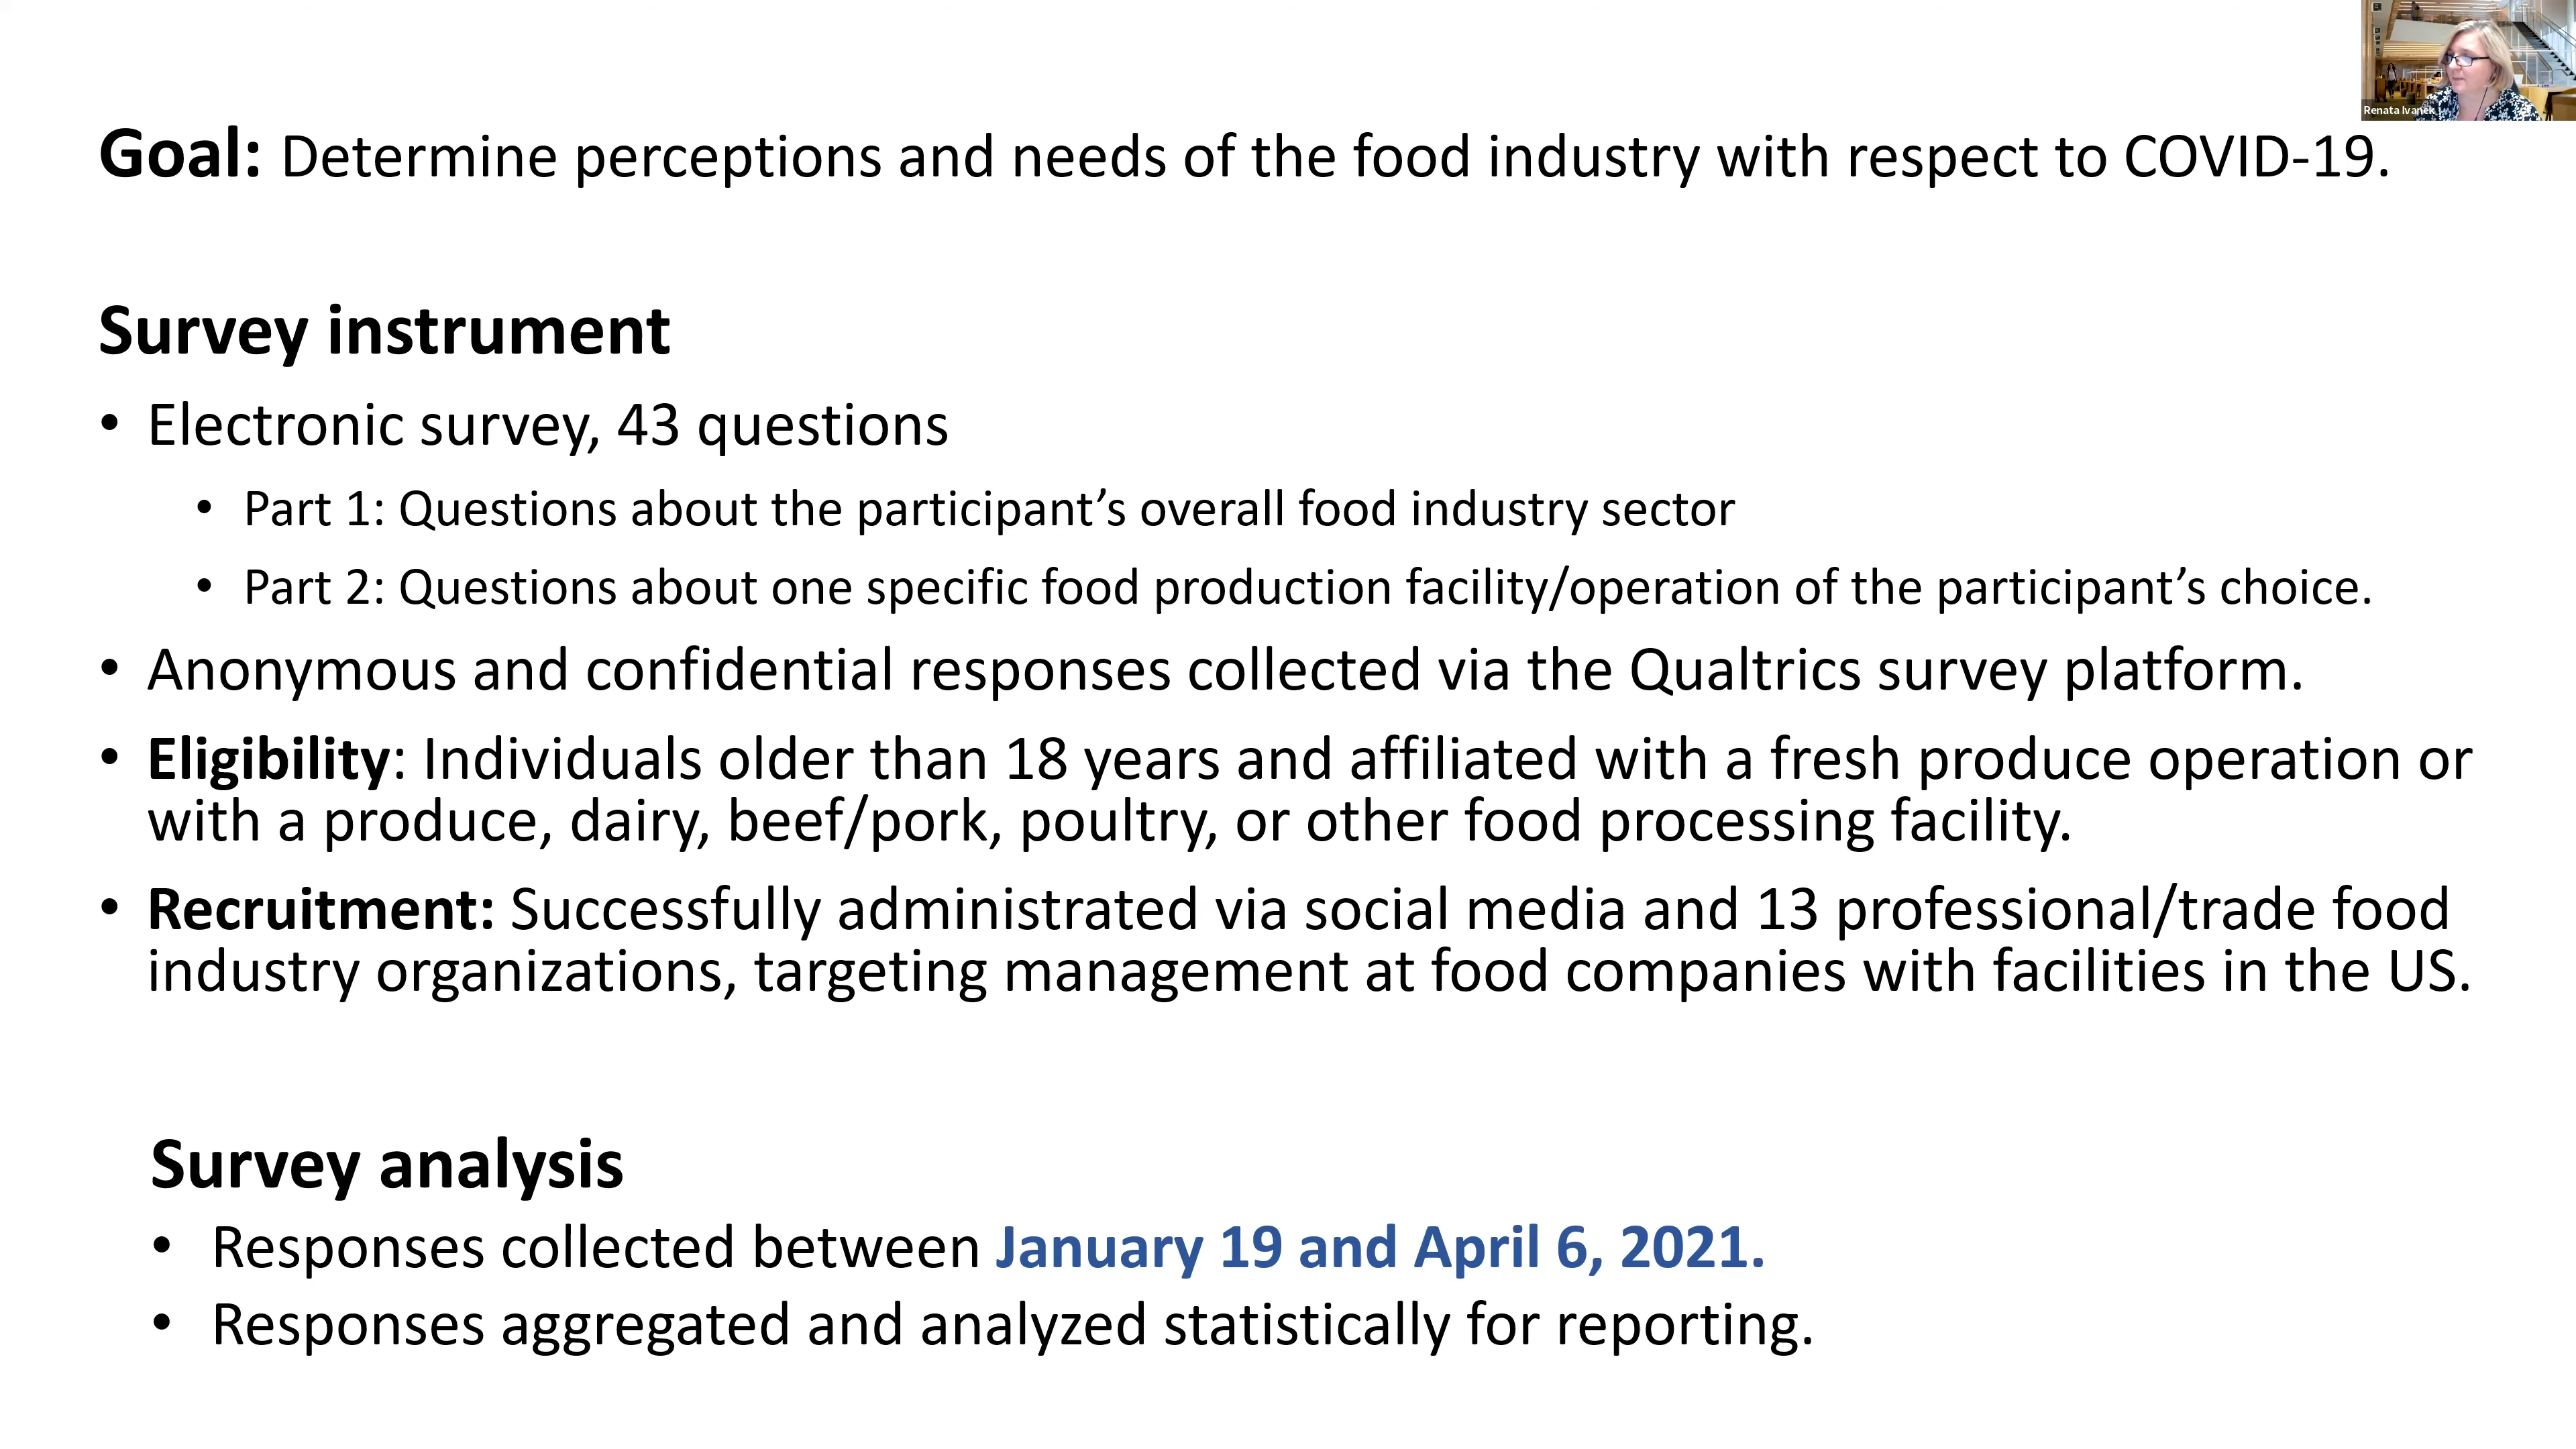 Renata Ivanek
Goal: Determine perceptions and needs of the food industry with respect to COVID-19.
Survey instrument
• Electronic survey, 43 questions
• Part 1: Questions about the participant’s overall food industry sector
• Part 2: Questions about one specific food production facility/operation of the participant’s choice.
• Anonymous and confidential responses collected via the Qualtrics survey platform.
• Eligibility: Individuals older than 18 years and affiliated with a fresh produce operation or
with a produce, dairy, beef/pork, poultry, or other food processing facility.
• Recruitment: Successfully administrated via social media and 13 professional/trade food
industry organizations, targeting management at food companies with facilities in the US.
Survey analysis
• Responses collected between January 19 and April 6, 2021.
• Responses aggregated and analyzed statistically for reporting.